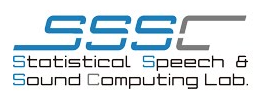 SSSC
Statistical Speech &
Sound Computing Lab.